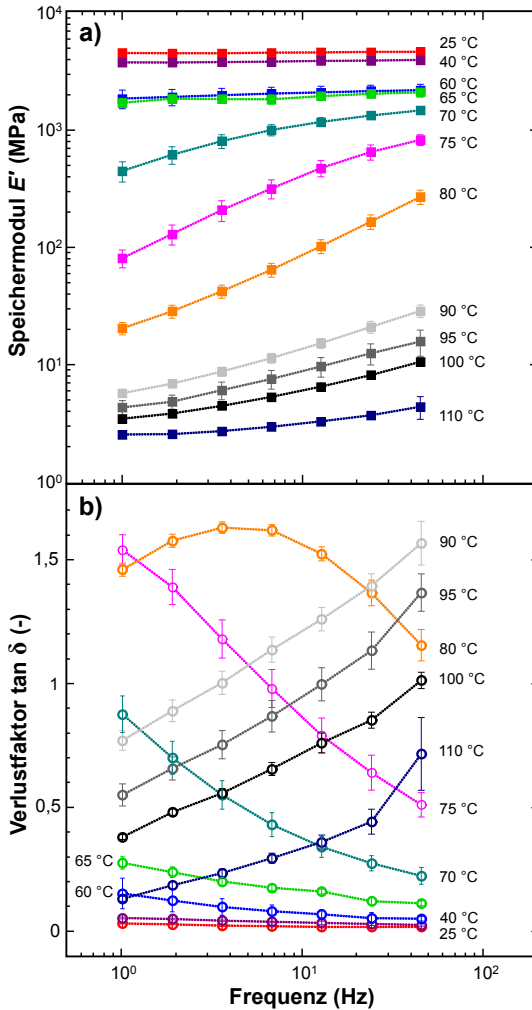 a)
Speichermodul E′ (MPa)
10⁴
10³
10²
10¹
10⁰
25 °C
40 °C
60 °C
65 °C
70 °C
75 °C
80 °C
90 °C
95 °C
100 °C
110 °C
b)
Verlustfaktor tan δ (-)
1,5
1
0,5
0
65 °C
60 °C
90 °C
95 °C
80 °C
100 °C
110 °C
75 °C
70 °C
40 °C
25 °C
10⁰
10¹
10²
Frequenz (Hz)